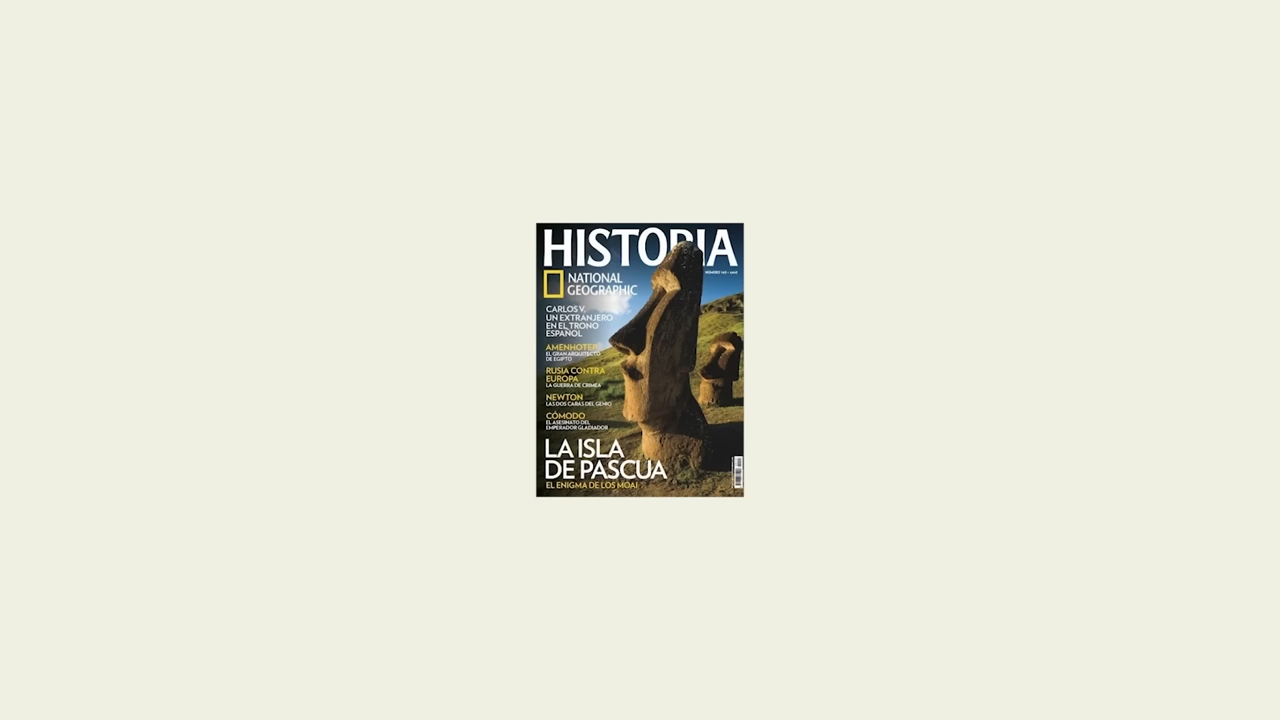 HISTORIA
NATIONAL
GEOGRAPHIC
CARLOS V,
UN EXTRANJERO
EN EL TRONO
ESPAÑOL
AMENHOTEP
EL GRAN ARQUITECTO
DE EGIPTO
RUSIA CONTRA
EUROPA
LA GUERRA DE CRIMEA
NEWTON
LAS DOS CARAS DEL GENIO
CÓMODO
EL ASESINATO DEL
EMPERADOR GLADIADOR
LA ISLA
DE PASCUA
EL ENIGMA DE LOS MOAI